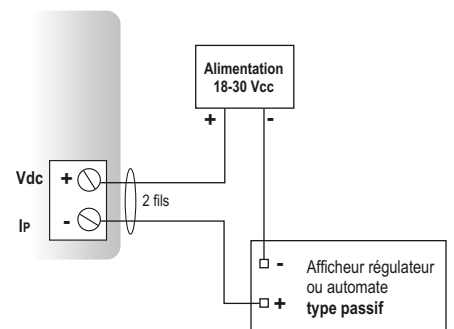 Alimentation
18-30 Vcc
+
-
Vdc
+
2 fils
IP
-
-
Afficheur régulateur
ou automate
+
type passif